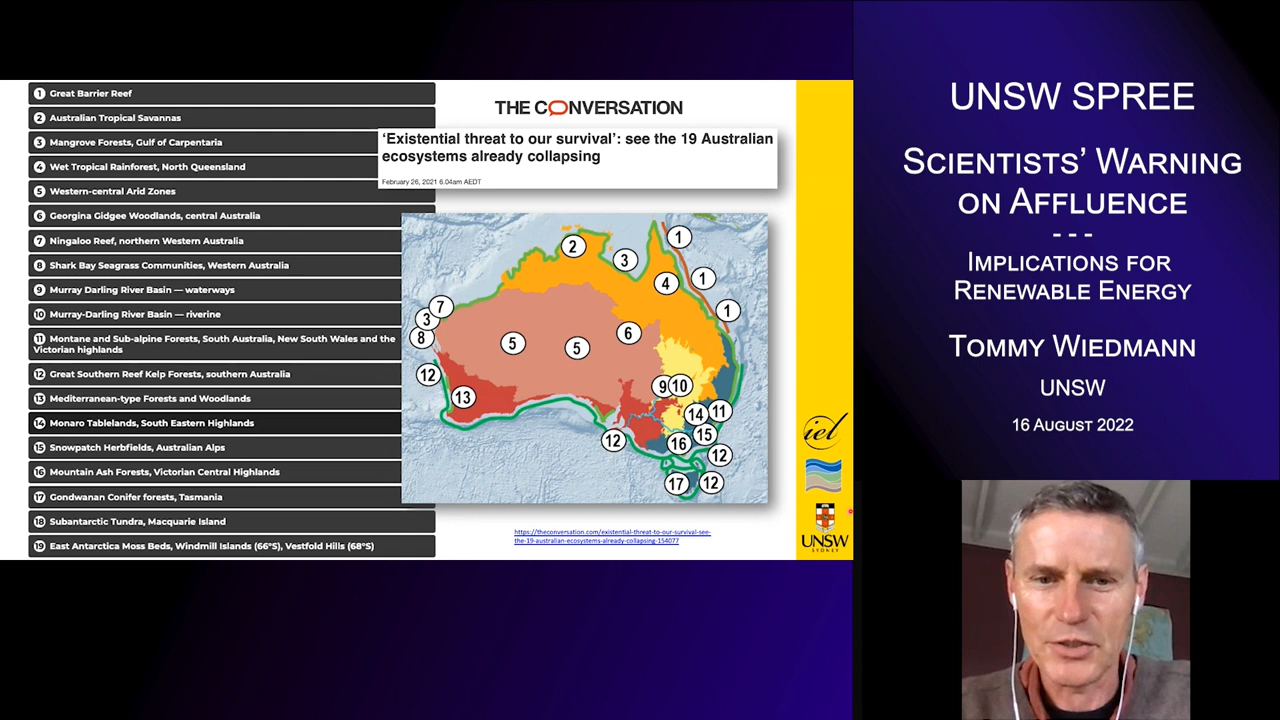 1 Great Barrier Reef
2 Australian Tropical Savannas
3 Mangrove Forests, Gulf of Carpentaria
4 Wet Tropical Rainforest, North Queensland
5 Western-central Arid Zones
6 Georgina Gidgee Woodlands, central Australia
7 Ningaloo Reef, northern Western Australia
8 Shark Bay Seagrass Communities, Western Australia
9 Murray Darling River Basin — waterways
10 Murray-Darling River Basin — riverine
11 Montane and Sub-alpine Forests, South Australia, New South Wales and the
Victorian highlands
12 Great Southern Reef Kelp Forests, southern Australia
13 Mediterranean-type Forests and Woodlands
14 Monaro Tablelands, South Eastern Highlands
15 Snowpatch Herbfields, Australian Alps
16 Mountain Ash Forests, Victorian Central Highlands
17 Gondwanan Conifer forests, Tasmania
18 Subantarctic Tundra, Macquarie Island
19 East Antarctica Moss Beds, Windmill Islands (66°S), Vestfold Hills (68°S)
THE CONVERSATION
‘Existential threat to our survival’: see the 19 Australian
ecosystems already collapsing
February 26, 2021 6.04am AEDT
1
2
3
1
4
1
7
3
8
6
5
5
12
9
10
13
14
11
15
12
16
12
17
12
https://theconversation.com/existential-threat-to-our-survival-see-
the-19-australian-ecosystems-already-collapsing-154077
iel
UNSW
SYDNEY
UNSW SPREE
Scientists’ Warning
on Affluence
- - -
Implications for
Renewable Energy
Tommy Wiedmann
UNSW
16 August 2022